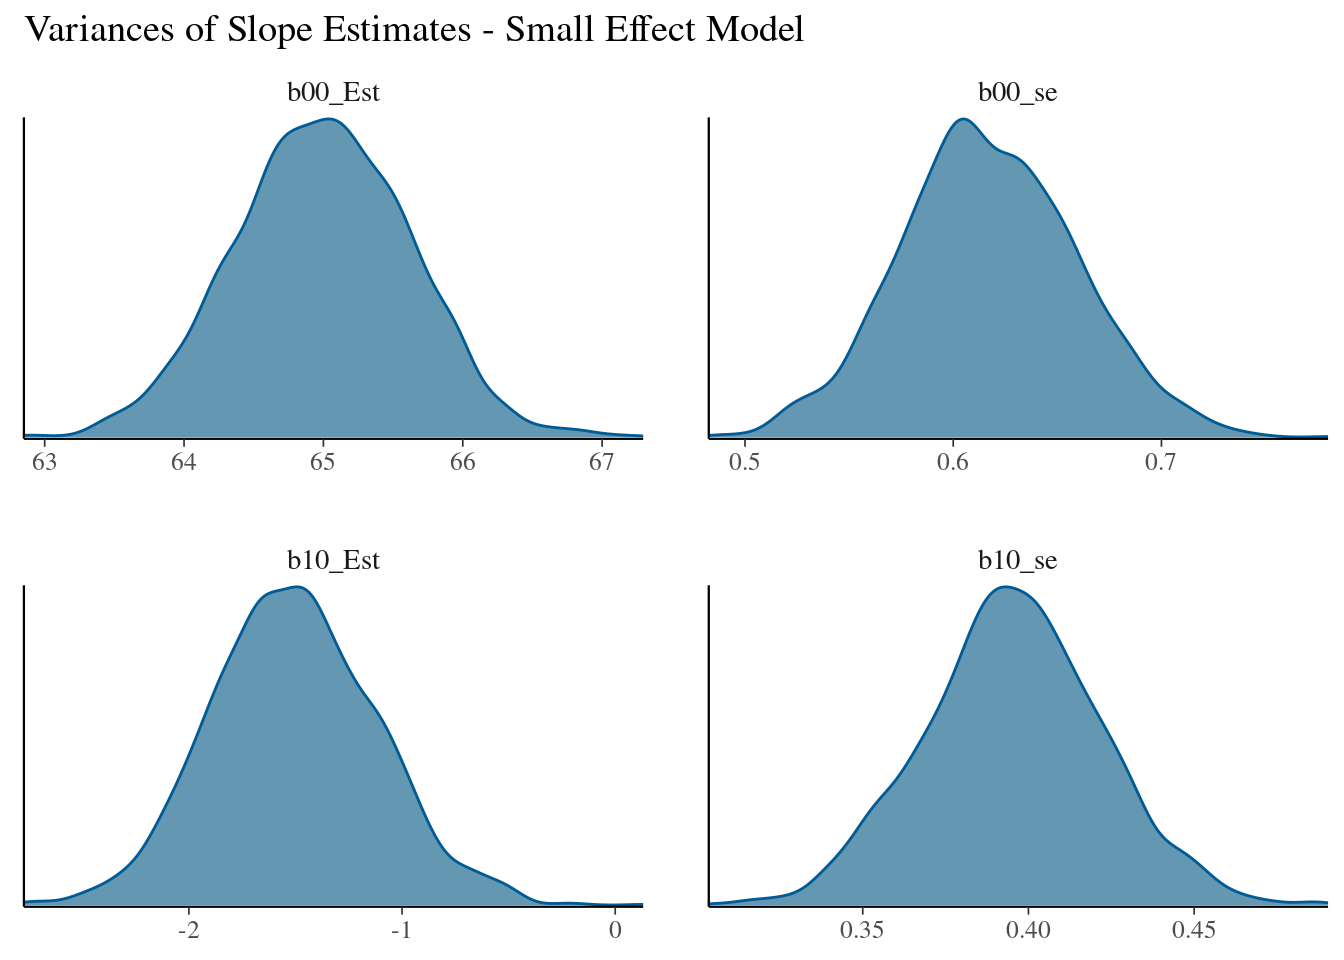 Variances of Slope Estimates - Small Effect Model
b00_Est
b00_se
63 64 65 66 67
0.5 0.6 0.7
b10_Est
b10_se
-2 -1 0
0.35 0.40 0.45